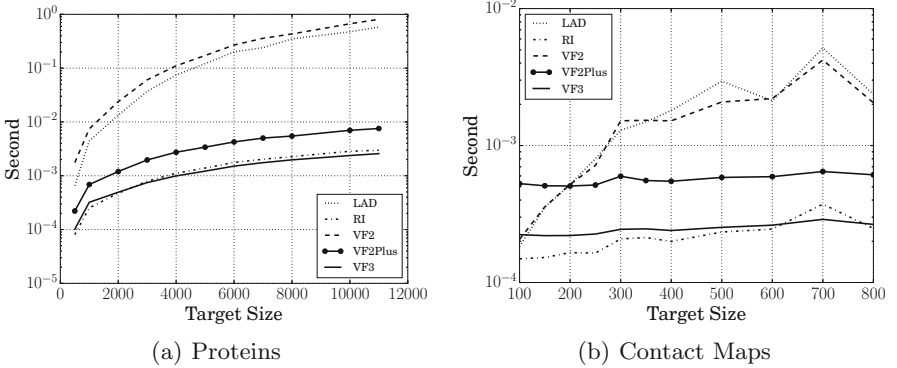 10⁰
10⁻¹
10⁻²
10⁻³
10⁻⁴
10⁻⁵
Second
LAD
RI
VF2
VF2Plus
VF3
0 2000 4000 6000 8000 10000 12000
Target Size
(a) Proteins
10⁻²
10⁻³
10⁻⁴
Second
LAD
RI
VF2
VF2Plus
VF3
100 200 300 400 500 600 700 800
Target Size
(b) Contact Maps